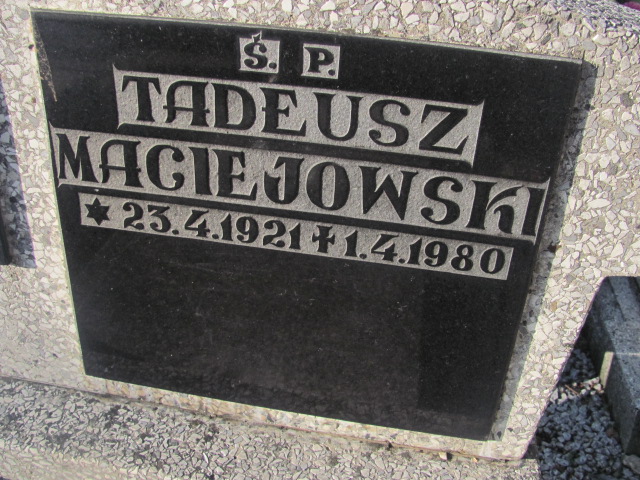 Ś. P.
TADEUSZ
MACIEJOWSKI
✶ 23.4.1921 ✝ 1.4.1980